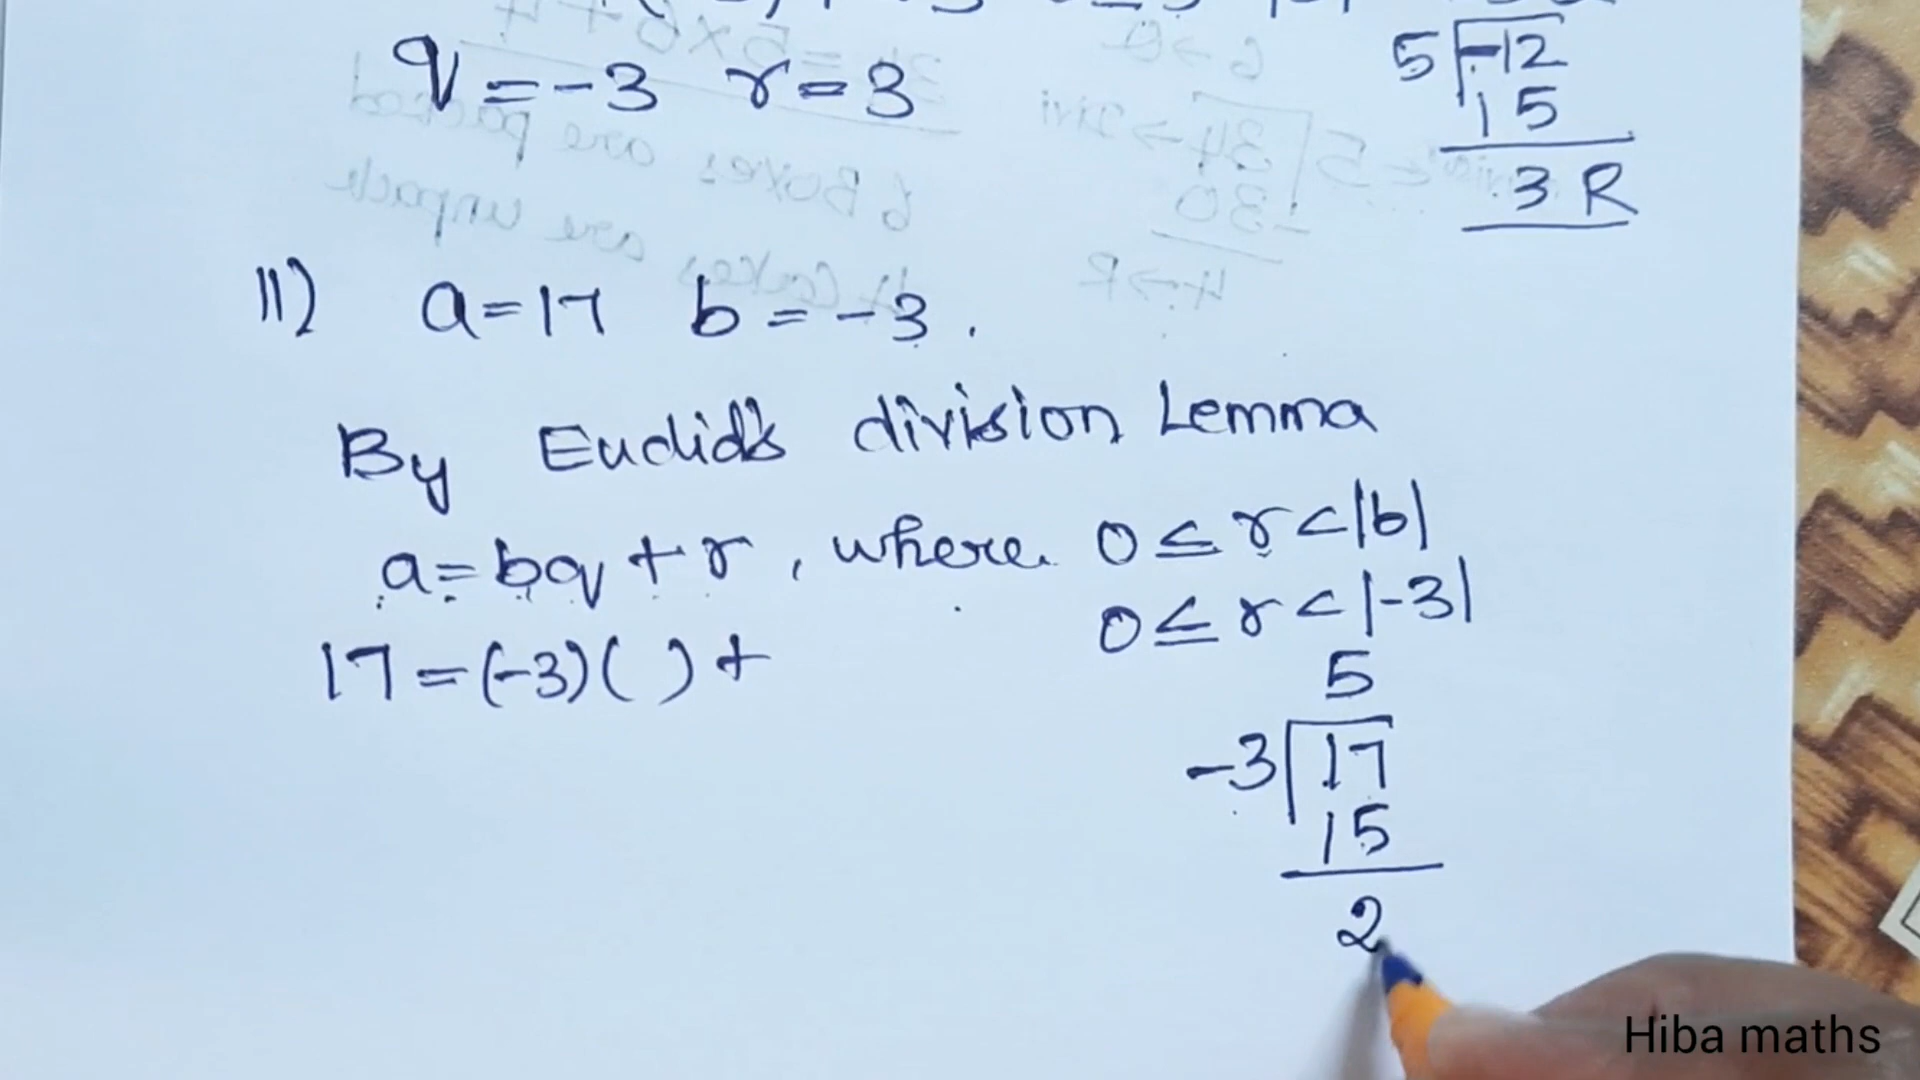 q = -3 r = 3
5 -12
15
3 R
II) a = 17 b = -3.
By Euclid's division Lemma
a = bq + r, where 0 ≤ r < |b|
0 ≤ r < |-3|
17 = (-3)( ) +
5
-3 17
15
2
Hiba maths